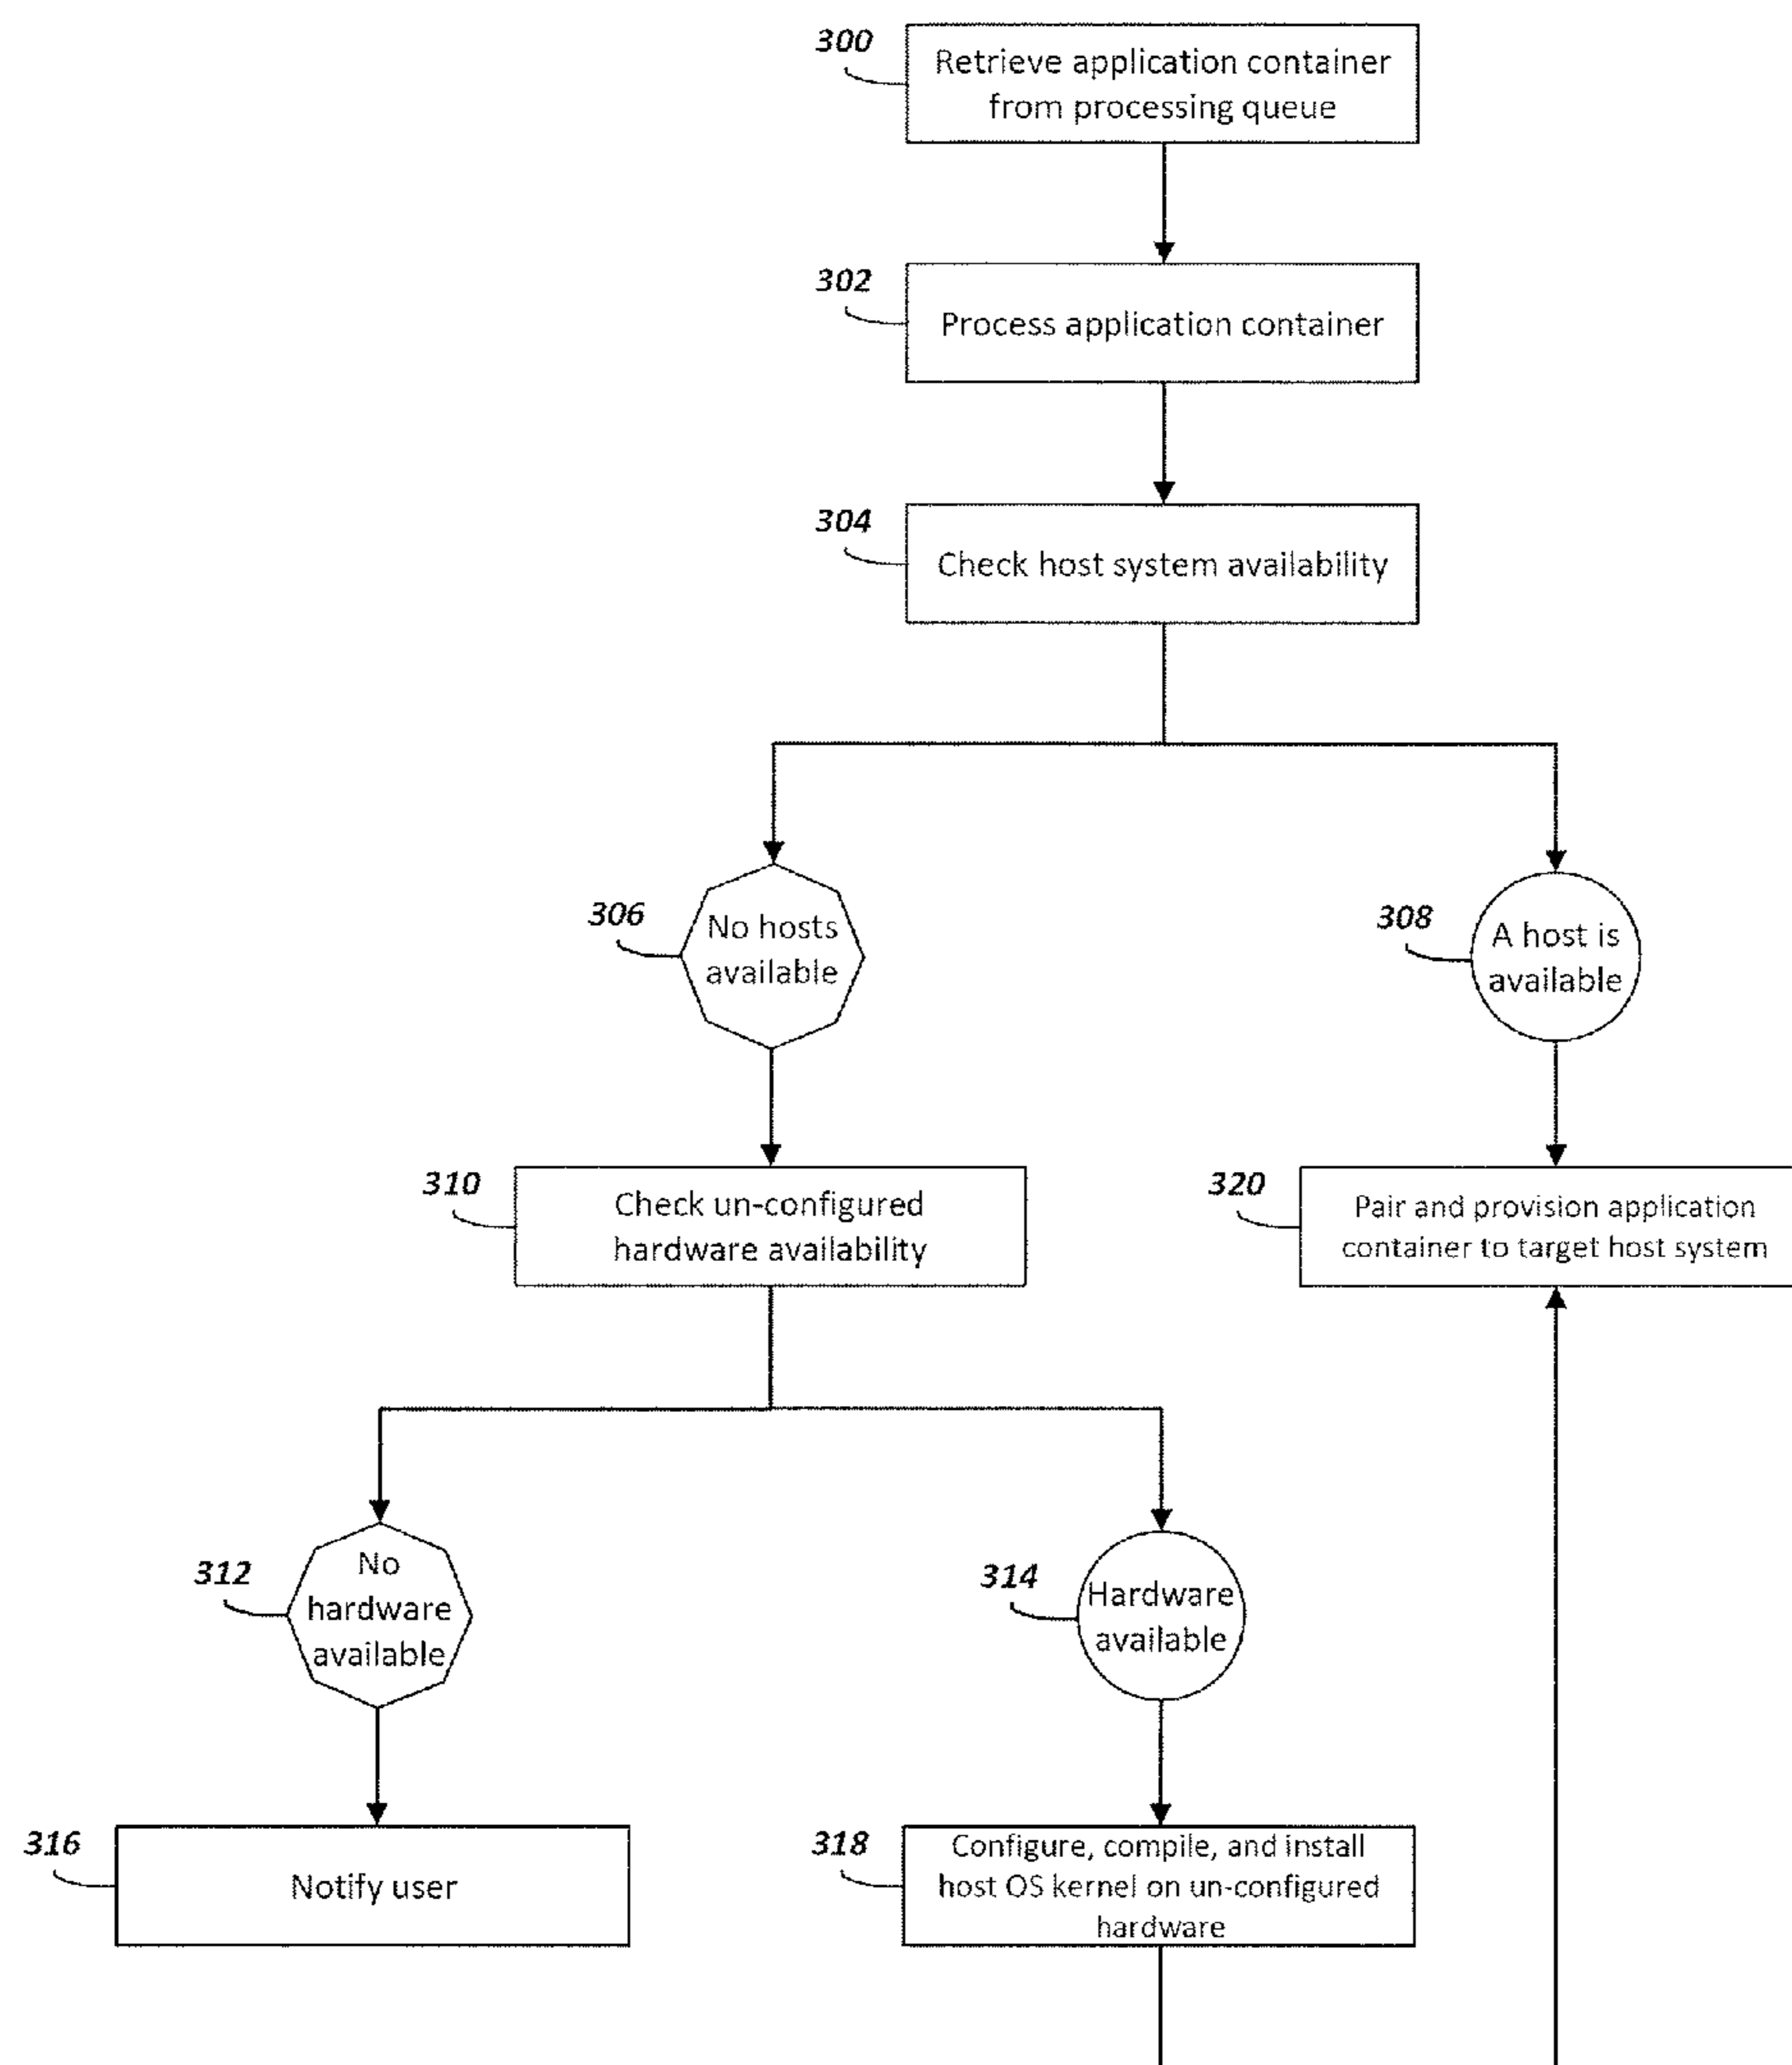 300
Retrieve application container
from processing queue
302
Process application container
304
Check host system availability
306
No hosts
available
308
A host is
available
310
Check un-configured
hardware availability
320
Pair and provision application
container to target host system
312
No
hardware
available
314
Hardware
available
316
Notify user
318
Configure, compile, and install
host OS kernel on un-configured
hardware